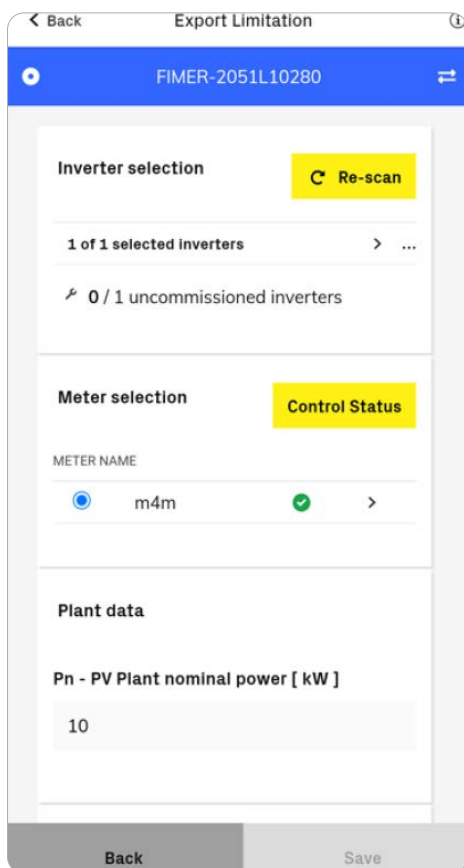 Back
Export Limitation
FIMER-2051L10280
Inverter selection
Re-scan
1 of 1 selected inverters
...
0 / 1 uncommissioned inverters
Meter selection
Control Status
METER NAME
m4m
Plant data
Pn - PV Plant nominal power [ kW ]
10
Back
Save